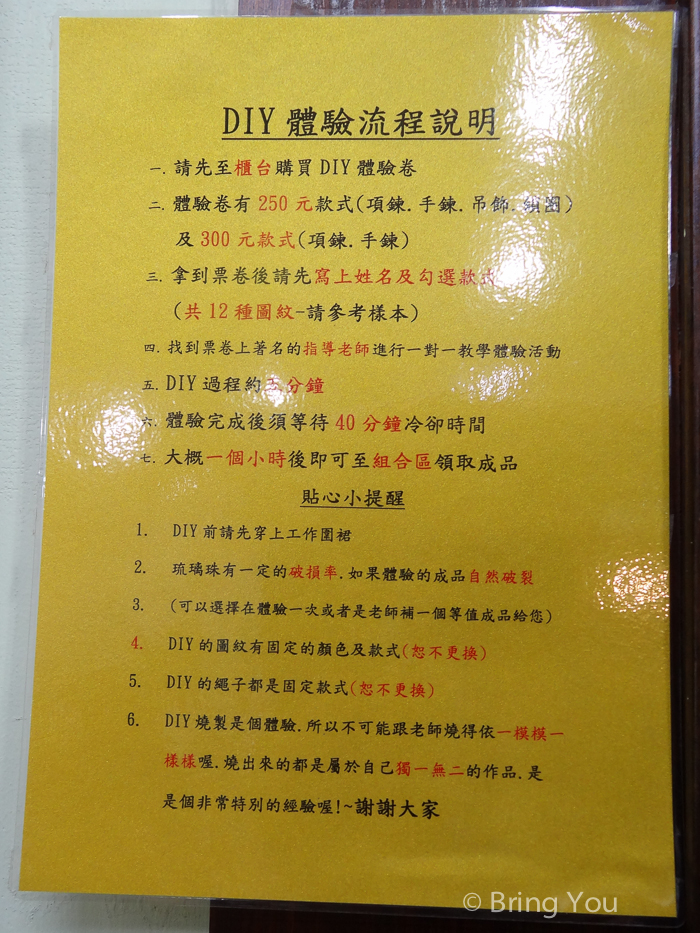 DIY 體驗流程說明
一. 請先至櫃台購買 DIY 體驗卷
二. 體驗卷有 250 元款式(項鍊.手鍊.吊飾.鎖圈)
及 300 元款式(項鍊.手鍊)
三. 拿到票卷後請先寫上姓名及勾選款式
(共 12 種圖紋-請參考樣本)
四. 找到票卷上著名的指導老師進行一對一教學體驗活動
五. DIY 過程約 分鐘
六. 體驗完成後須等待 40 分鐘冷卻時間
七. 大概一個小時後即可至組合區領取成品
貼心小提醒
1. DIY 前請先穿上工作圍裙
2. 琉璃珠有一定的破損率.如果體驗的成品自然破裂
3. (可以選擇在體驗一次或者是老師補一個等值成品給您)
4. DIY 的圖紋有固定的顏色及款式(恕不更換)
5. DIY 的繩子都是固定款式(恕不更換)
6. DIY 燒製是個體驗.所以不可能跟老師燒得依一模模一
樣樣喔.燒出來的都是屬於自己獨一無二的作品.是
是個非常特別的經驗喔!~謝謝大家
© Bring You